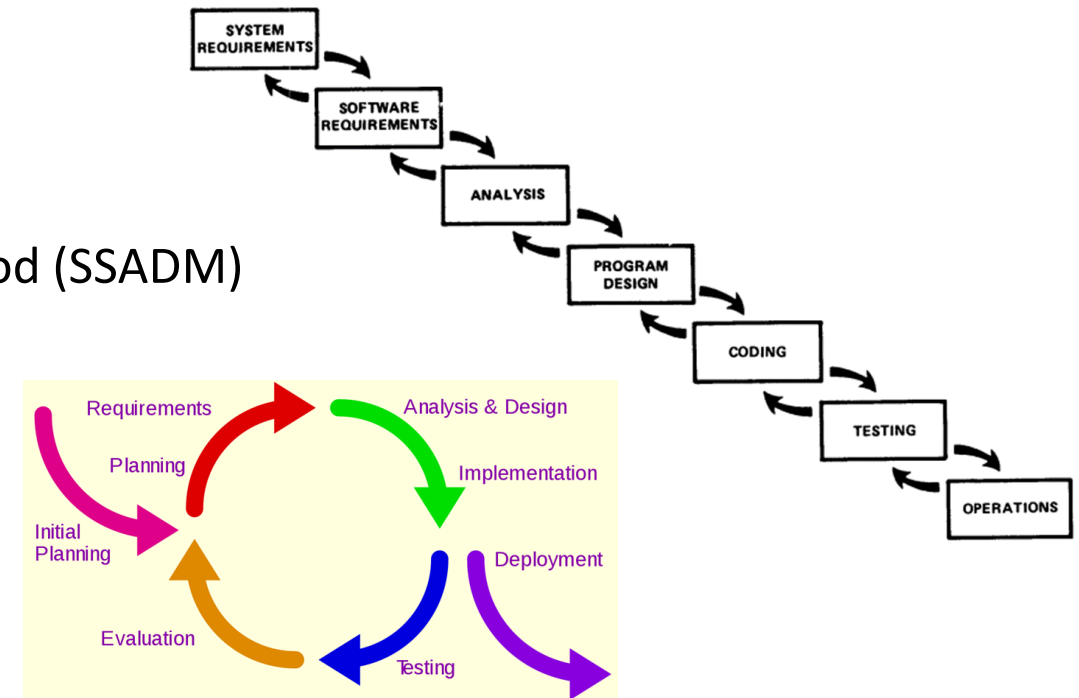 SYSTEM
REQUIREMENTS
SOFTWARE
REQUIREMENTS
ANALYSIS
od (SSADM)
PROGRAM
DESIGN
CODING
TESTING
OPERATIONS
Requirements
Analysis & Design
Planning
Implementation
Initial
Planning
Deployment
Evaluation
Testing